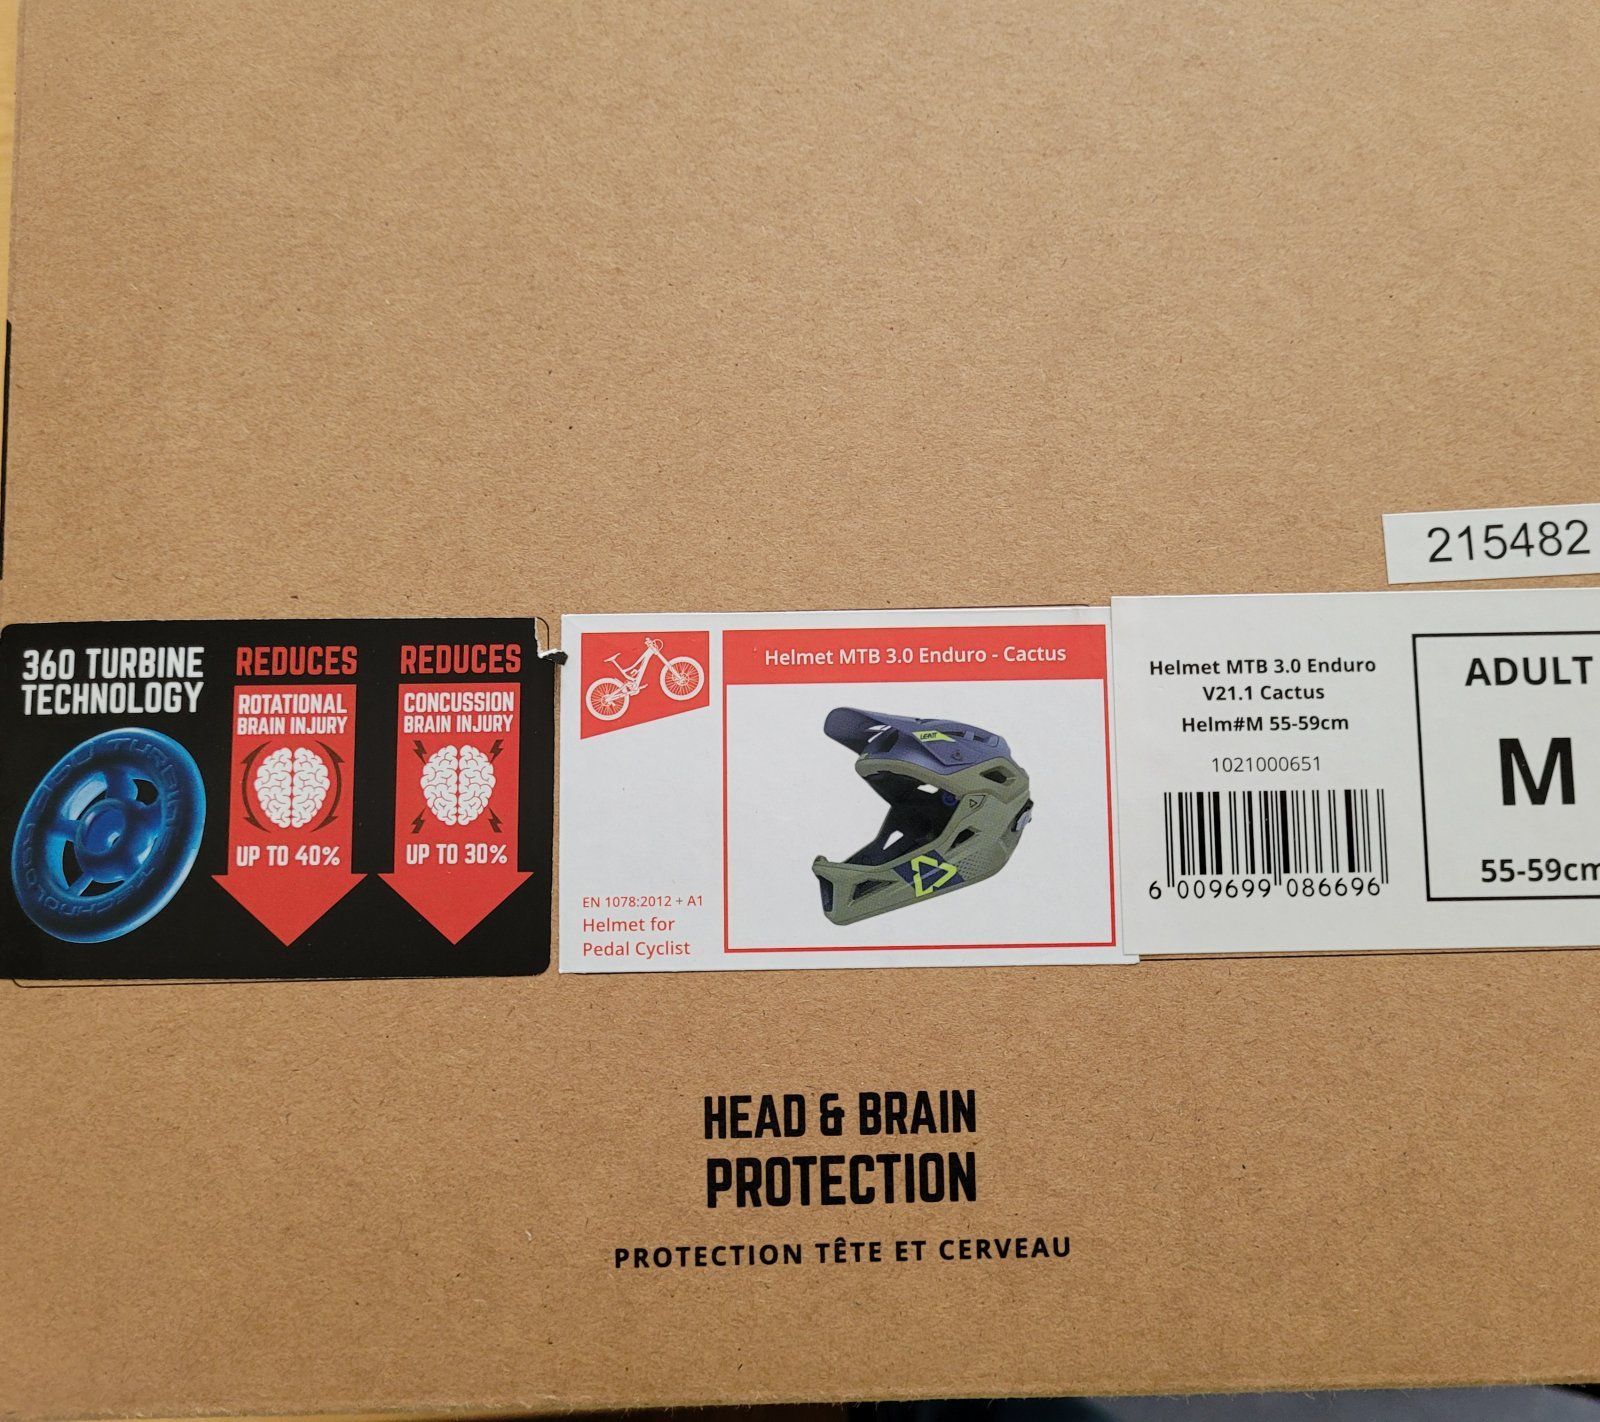 215482
360 TURBINE
TECHNOLOGY
REDUCES
ROTATIONAL
BRAIN INJURY
UP TO 40%
REDUCES
CONCUSSION
BRAIN INJURY
UP TO 30%
Helmet MTB 3.0 Enduro - Cactus
LEATT
EN 1078:2012 + A1
Helmet for
Pedal Cyclist
Helmet MTB 3.0 Enduro
V21.1 Cactus
Helm#M 55-59cm
1021000651
6 009699 086696
ADULT
M
55-59cm
HEAD & BRAIN
PROTECTION
PROTECTION TÊTE ET CERVEAU